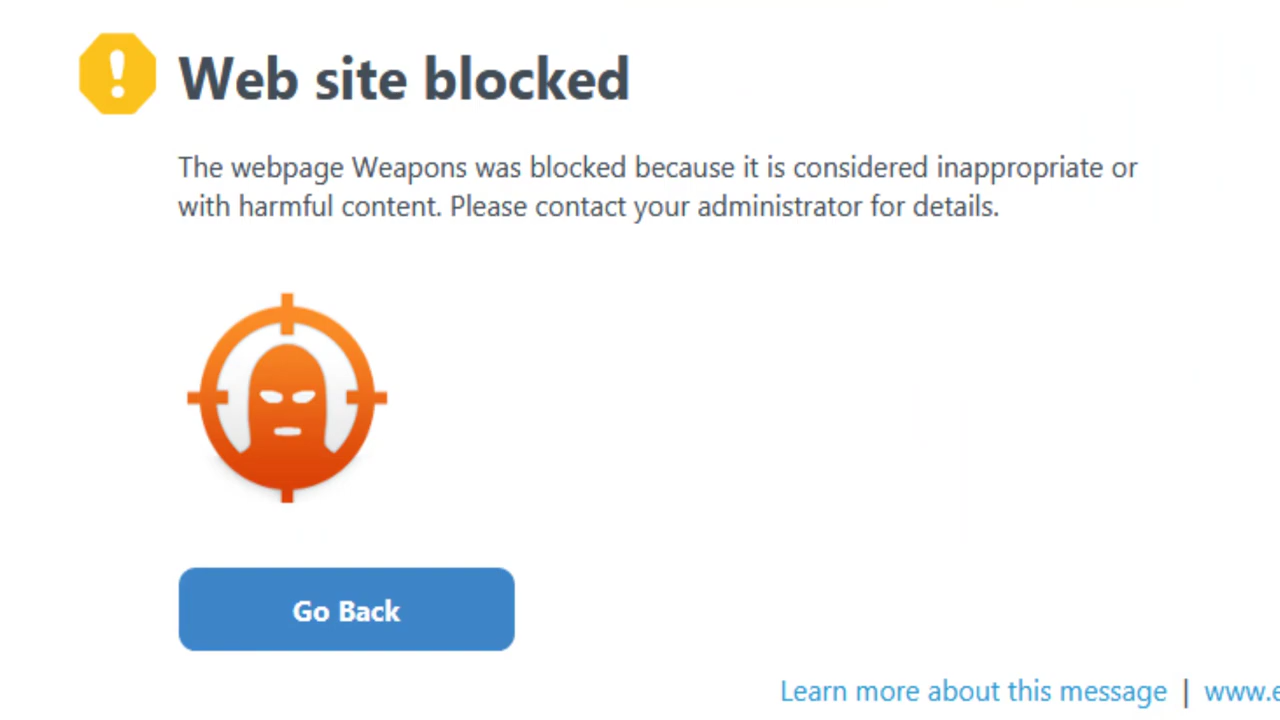 Web site blocked
The webpage Weapons was blocked because it is considered inappropriate or
with harmful content. Please contact your administrator for details.
Go Back
Learn more about this message | www.e